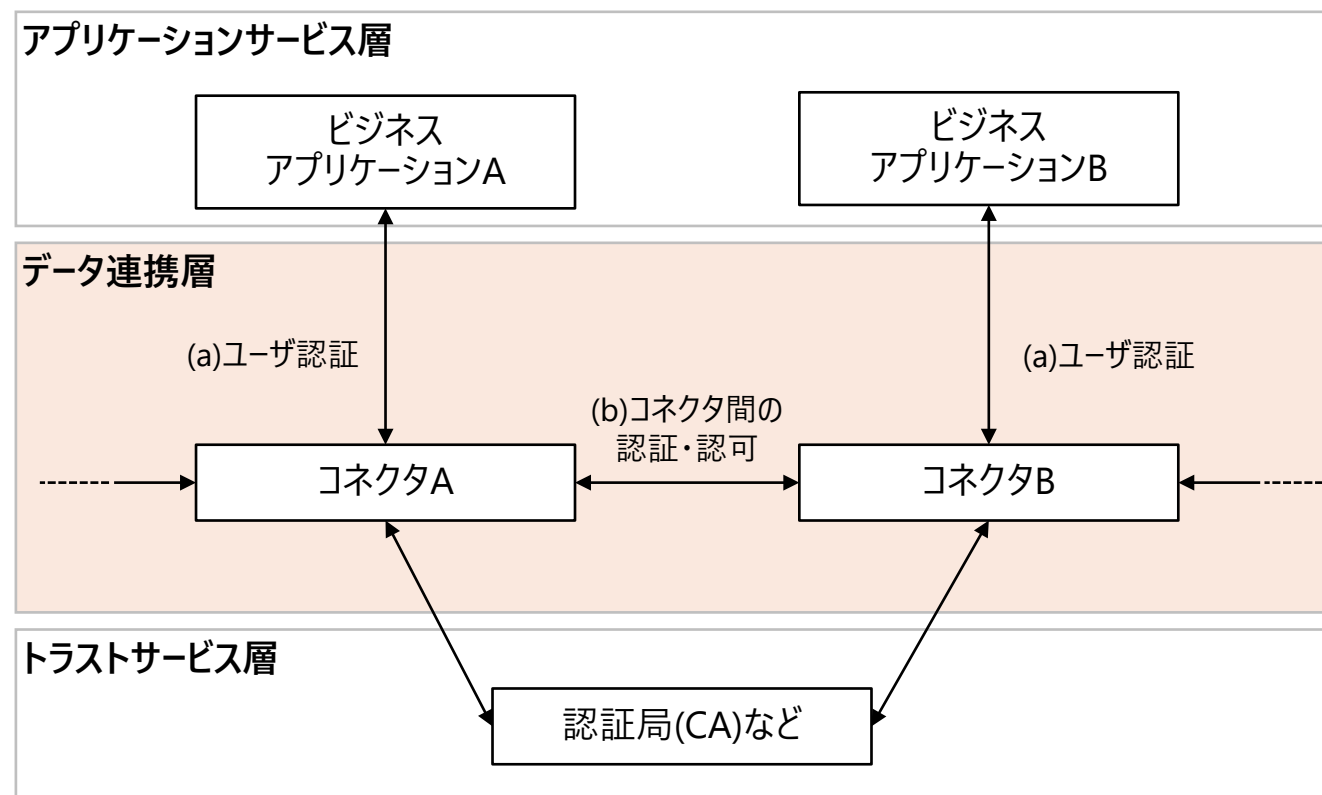 アプリケーションサービス層
ビジネス
アプリケーションA
ビジネス
アプリケーションB
データ連携層
(a)ユーザ認証
(a)ユーザ認証
(b)コネクタ間の
認証・認可
コネクタA
コネクタB
トラストサービス層
認証局(CA)など